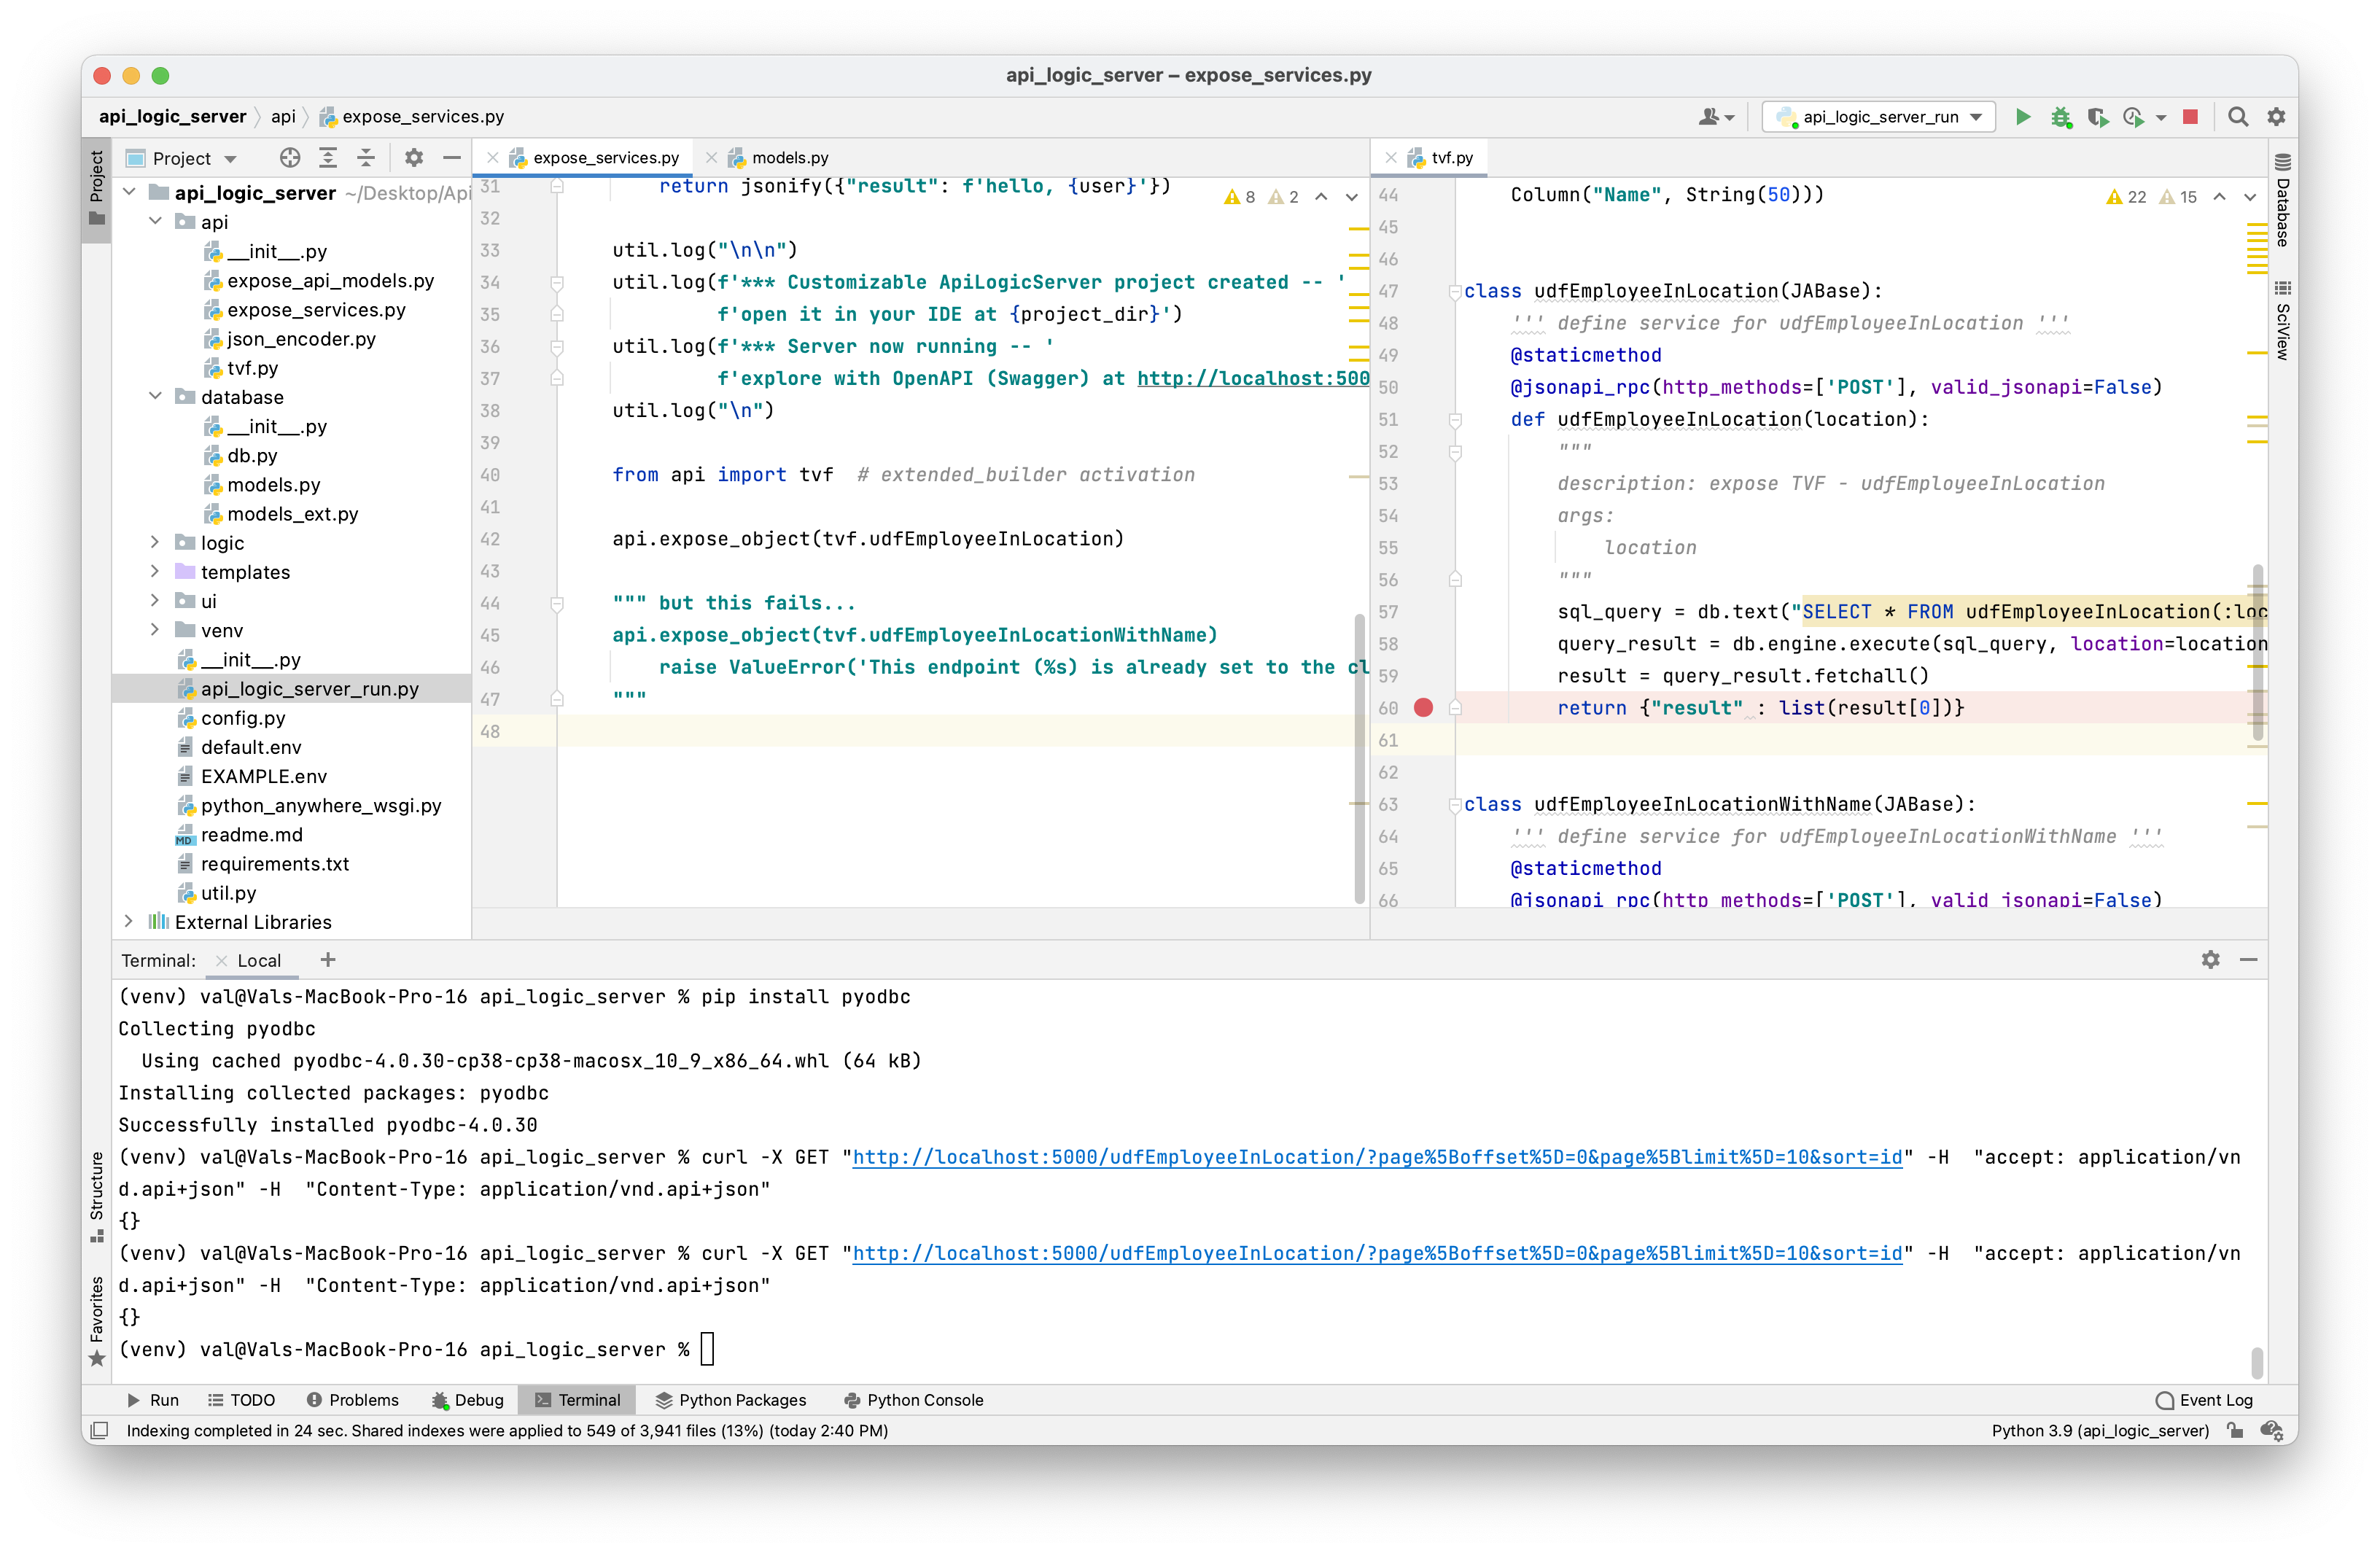 api_logic_server – expose_services.py
api_logic_server
api
expose_services.py
api_logic_server_run
Project
Project
expose_services.py
models.py
tvf.py
Database
SciView
api_logic_server ~/Desktop/Api
api
__init__.py
expose_api_models.py
expose_services.py
json_encoder.py
tvf.py
database
__init__.py
db.py
models.py
models_ext.py
logic
templates
ui
venv
__init__.py
api_logic_server_run.py
config.py
default.env
EXAMPLE.env
python_anywhere_wsgi.py
MD readme.md
requirements.txt
util.py
External Libraries
8 2
31 return jsonify({"result": f'hello, {user}'})
32
33 util.log("\n\n")
34 util.log(f'*** Customizable ApiLogicServer project created -- '
35 f'open it in your IDE at {project_dir}')
36 util.log(f'*** Server now running -- '
37 f'explore with OpenAPI (Swagger) at http://localhost:500
38 util.log("\n")
39
40 from api import tvf # extended_builder activation
41
42 api.expose_object(tvf.udfEmployeeInLocation)
43
44 """ but this fails...
45 api.expose_object(tvf.udfEmployeeInLocationWithName)
46 raise ValueError('This endpoint (%s) is already set to the cl
47 """
48
22 15
44 Column("Name", String(50)))
45
46
47 class udfEmployeeInLocation(JABase):
48 ''' define service for udfEmployeeInLocation '''
49 @staticmethod
50 @jsonapi_rpc(http_methods=['POST'], valid_jsonapi=False)
51 def udfEmployeeInLocation(location):
52 """
53 description: expose TVF - udfEmployeeInLocation
54 args:
55 location
56 """
57 sql_query = db.text("SELECT * FROM udfEmployeeInLocation(:loc
58 query_result = db.engine.execute(sql_query, location=location
59 result = query_result.fetchall()
60 return {"result" : list(result[0])}
61
62
63 class udfEmployeeInLocationWithName(JABase):
64 ''' define service for udfEmployeeInLocationWithName '''
65 @staticmethod
66 @jsonapi_rpc(http_methods=['POST'], valid_jsonapi=False)
Terminal: Local
(venv) val@Vals-MacBook-Pro-16 api_logic_server % pip install pyodbc
Collecting pyodbc
Using cached pyodbc-4.0.30-cp38-cp38-macosx_10_9_x86_64.whl (64 kB)
Installing collected packages: pyodbc
Successfully installed pyodbc-4.0.30
(venv) val@Vals-MacBook-Pro-16 api_logic_server % curl -X GET "http://localhost:5000/udfEmployeeInLocation/?page%5Boffset%5D=0&page%5Blimit%5D=10&sort=id" -H  "accept: application/vn
d.api+json" -H  "Content-Type: application/vnd.api+json"
{}
(venv) val@Vals-MacBook-Pro-16 api_logic_server % curl -X GET "http://localhost:5000/udfEmployeeInLocation/?page%5Boffset%5D=0&page%5Blimit%5D=10&sort=id" -H  "accept: application/vn
d.api+json" -H  "Content-Type: application/vnd.api+json"
{}
(venv) val@Vals-MacBook-Pro-16 api_logic_server %
Structure
Favorites
Run TODO Problems Debug Terminal Python Packages Python Console Event Log
Indexing completed in 24 sec. Shared indexes were applied to 549 of 3,941 files (13%) (today 2:40 PM) Python 3.9 (api_logic_server)